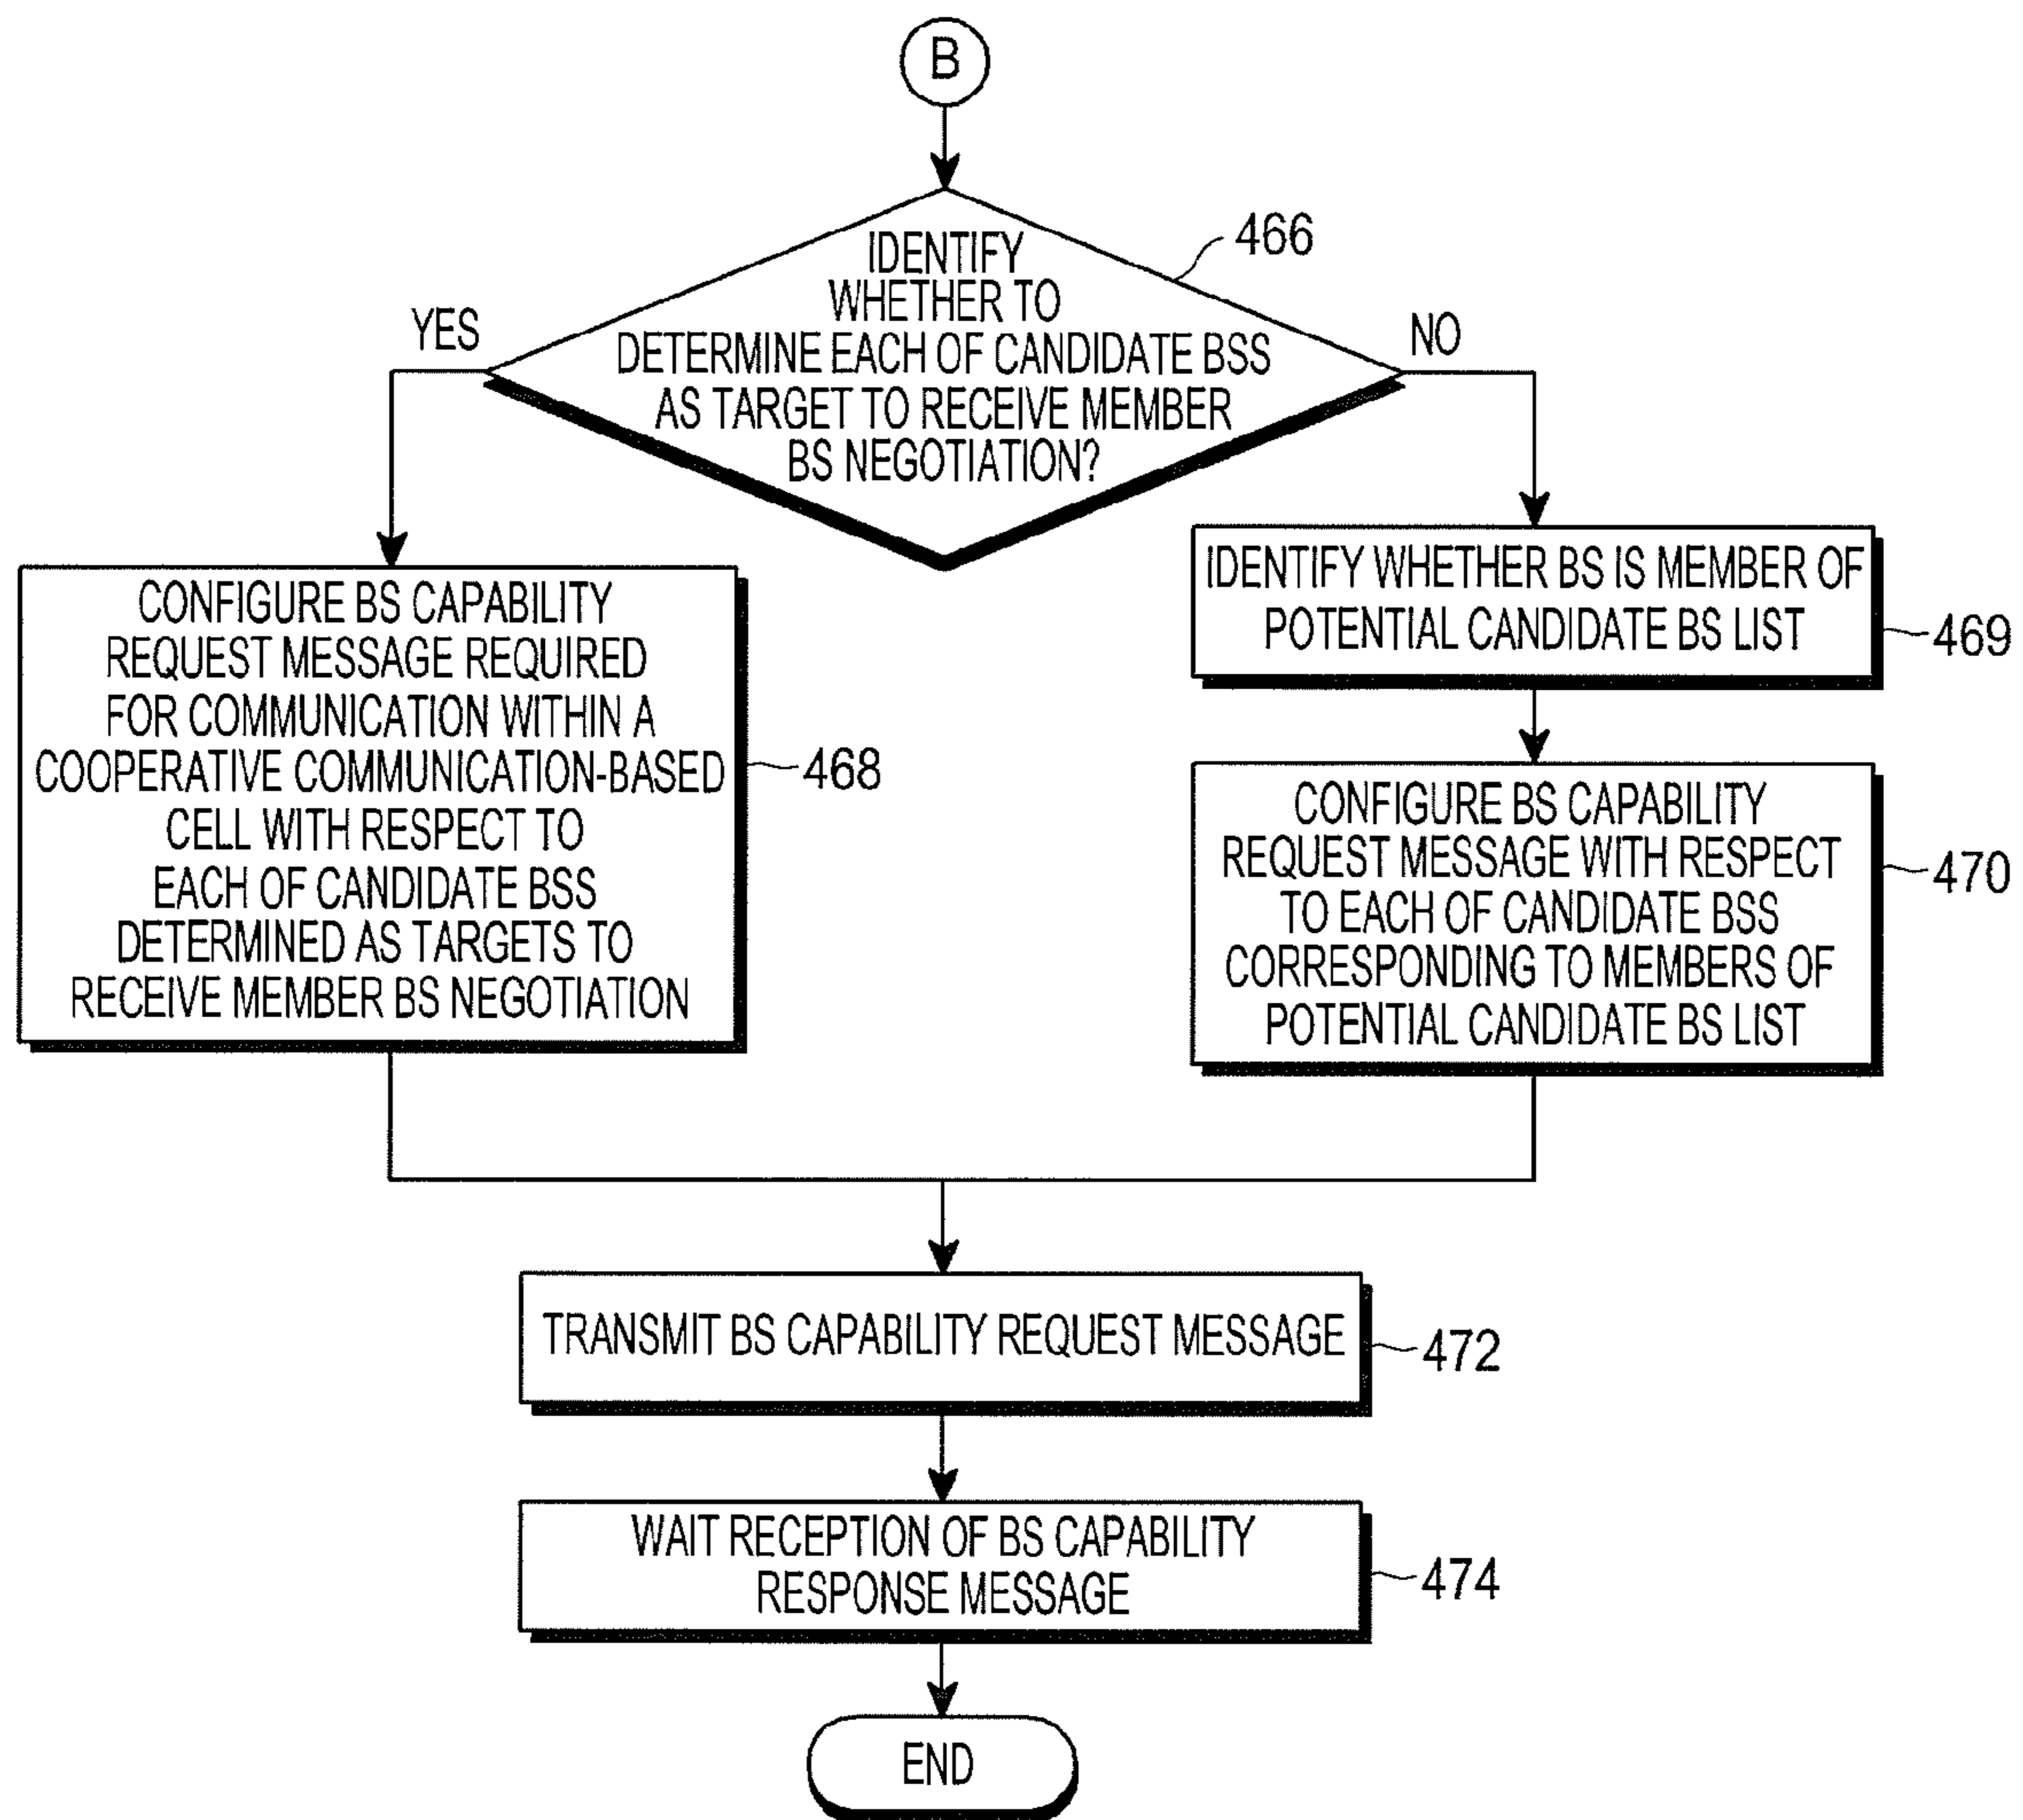 B
IDENTIFY
WHETHER TO
DETERMINE EACH OF CANDIDATE BSS
AS TARGET TO RECEIVE MEMBER
BS NEGOTIATION?
466
YES
NO
CONFIGURE BS CAPABILITY
REQUEST MESSAGE REQUIRED
FOR COMMUNICATION WITHIN A
COOPERATIVE COMMUNICATION-BASED
CELL WITH RESPECT TO
EACH OF CANDIDATE BSS
DETERMINED AS TARGETS TO
RECEIVE MEMBER BS NEGOTIATION
468
IDENTIFY WHETHER BS IS MEMBER OF
POTENTIAL CANDIDATE BS LIST
469
CONFIGURE BS CAPABILITY
REQUEST MESSAGE WITH RESPECT
TO EACH OF CANDIDATE BSS
CORRESPONDING TO MEMBERS OF
POTENTIAL CANDIDATE BS LIST
470
TRANSMIT BS CAPABILITY REQUEST MESSAGE
472
WAIT RECEPTION OF BS CAPABILITY
RESPONSE MESSAGE
474
END